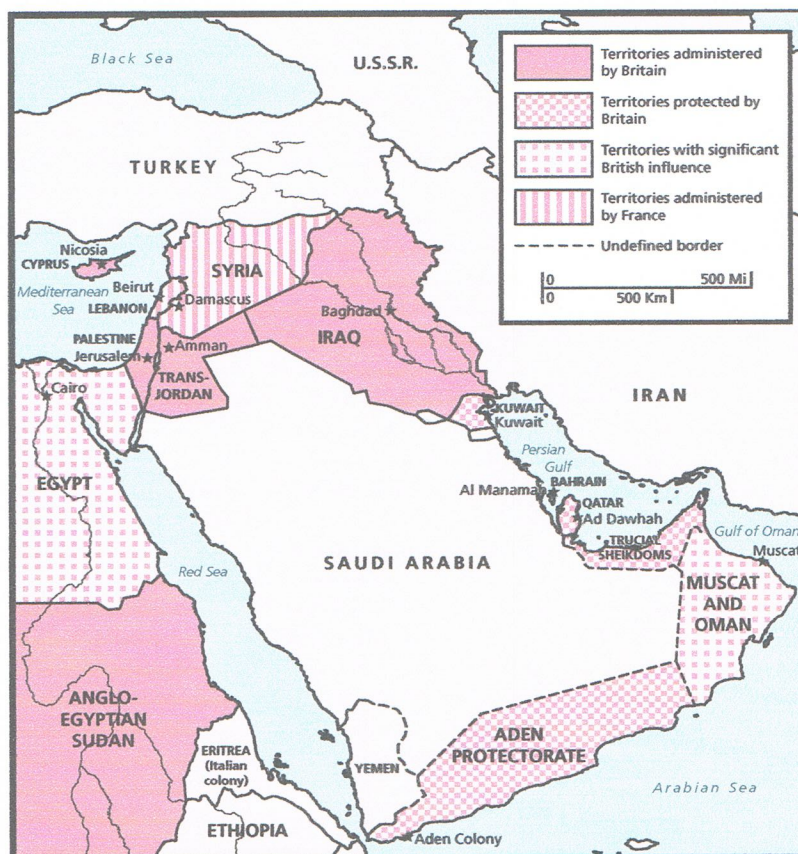 Black Sea
U.S.S.R.
Territories administered
by Britain
Territories protected by
Britain
Territories with significant
British influence
Territories administered
by France
Undefined border
0 500 Mi
0 500 Km
TURKEY
Nicosia
CYPRUS
Mediterranean
Sea
SYRIA
Beirut
LEBANON
Damascus
Baghdad
IRAQ
PALESTINE
Jerusalem
Amman
TRANS-
JORDAN
Cairo
IRAN
KUWAIT
Kuwait
Persian
Gulf
BAHRAIN
Al Manamah
QATAR
Ad Dawhah
TRUCIAL
SHEIKDOMS
Gulf of Oman
Muscat
EGYPT
Red Sea
SAUDI ARABIA
MUSCAT
AND
OMAN
ANGLO-
EGYPTIAN
SUDAN
ERITREA
(Italian
colony)
YEMEN
ADEN
PROTECTORATE
Arabian Sea
ETHIOPIA
Aden Colony